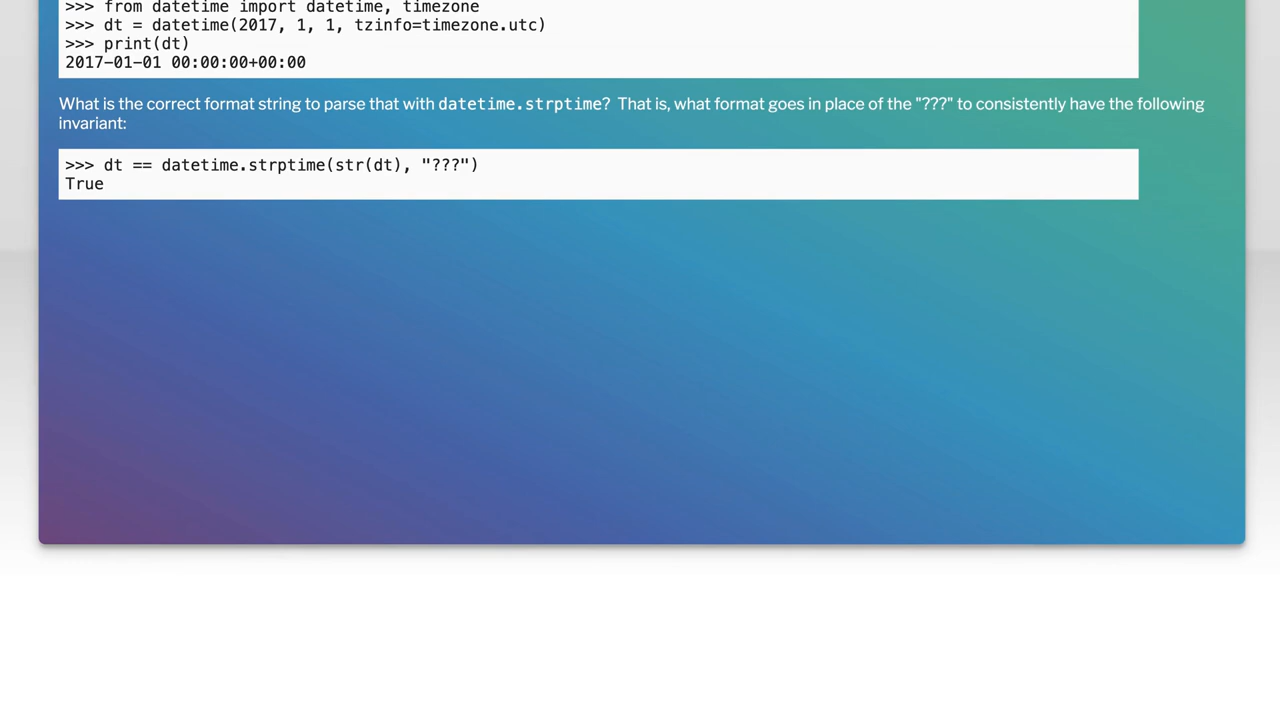 >>> from datetime import datetime, timezone
>>> dt = datetime(2017, 1, 1, tzinfo=timezone.utc)
>>> print(dt)
2017-01-01 00:00:00+00:00
What is the correct format string to parse that with datetime.strptime? That is, what format goes in place of the "???" to consistently have the following
invariant:
>>> dt == datetime.strptime(str(dt), "???")
True